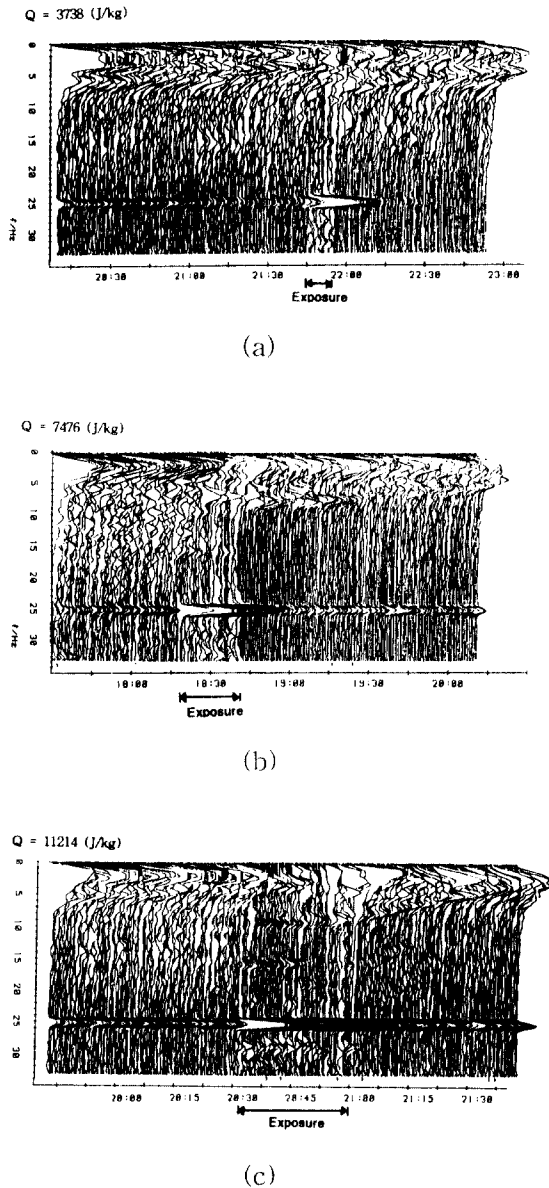 Q = 3738 (J/kg)
0
5
10
15
20
25
30
f/Hz
20:30 21:00 21:30 22:00 22:30 23:00
Exposure
(a)
Q = 7476 (J/kg)
0
5
10
15
20
25
30
f/Hz
18:00 18:30 19:00 19:30 20:00
Exposure
(b)
Q = 11214 (J/kg)
0
5
10
15
20
25
30
20:00 20:15 20:30 20:45 21:00 21:15 21:30
Exposure
(c)